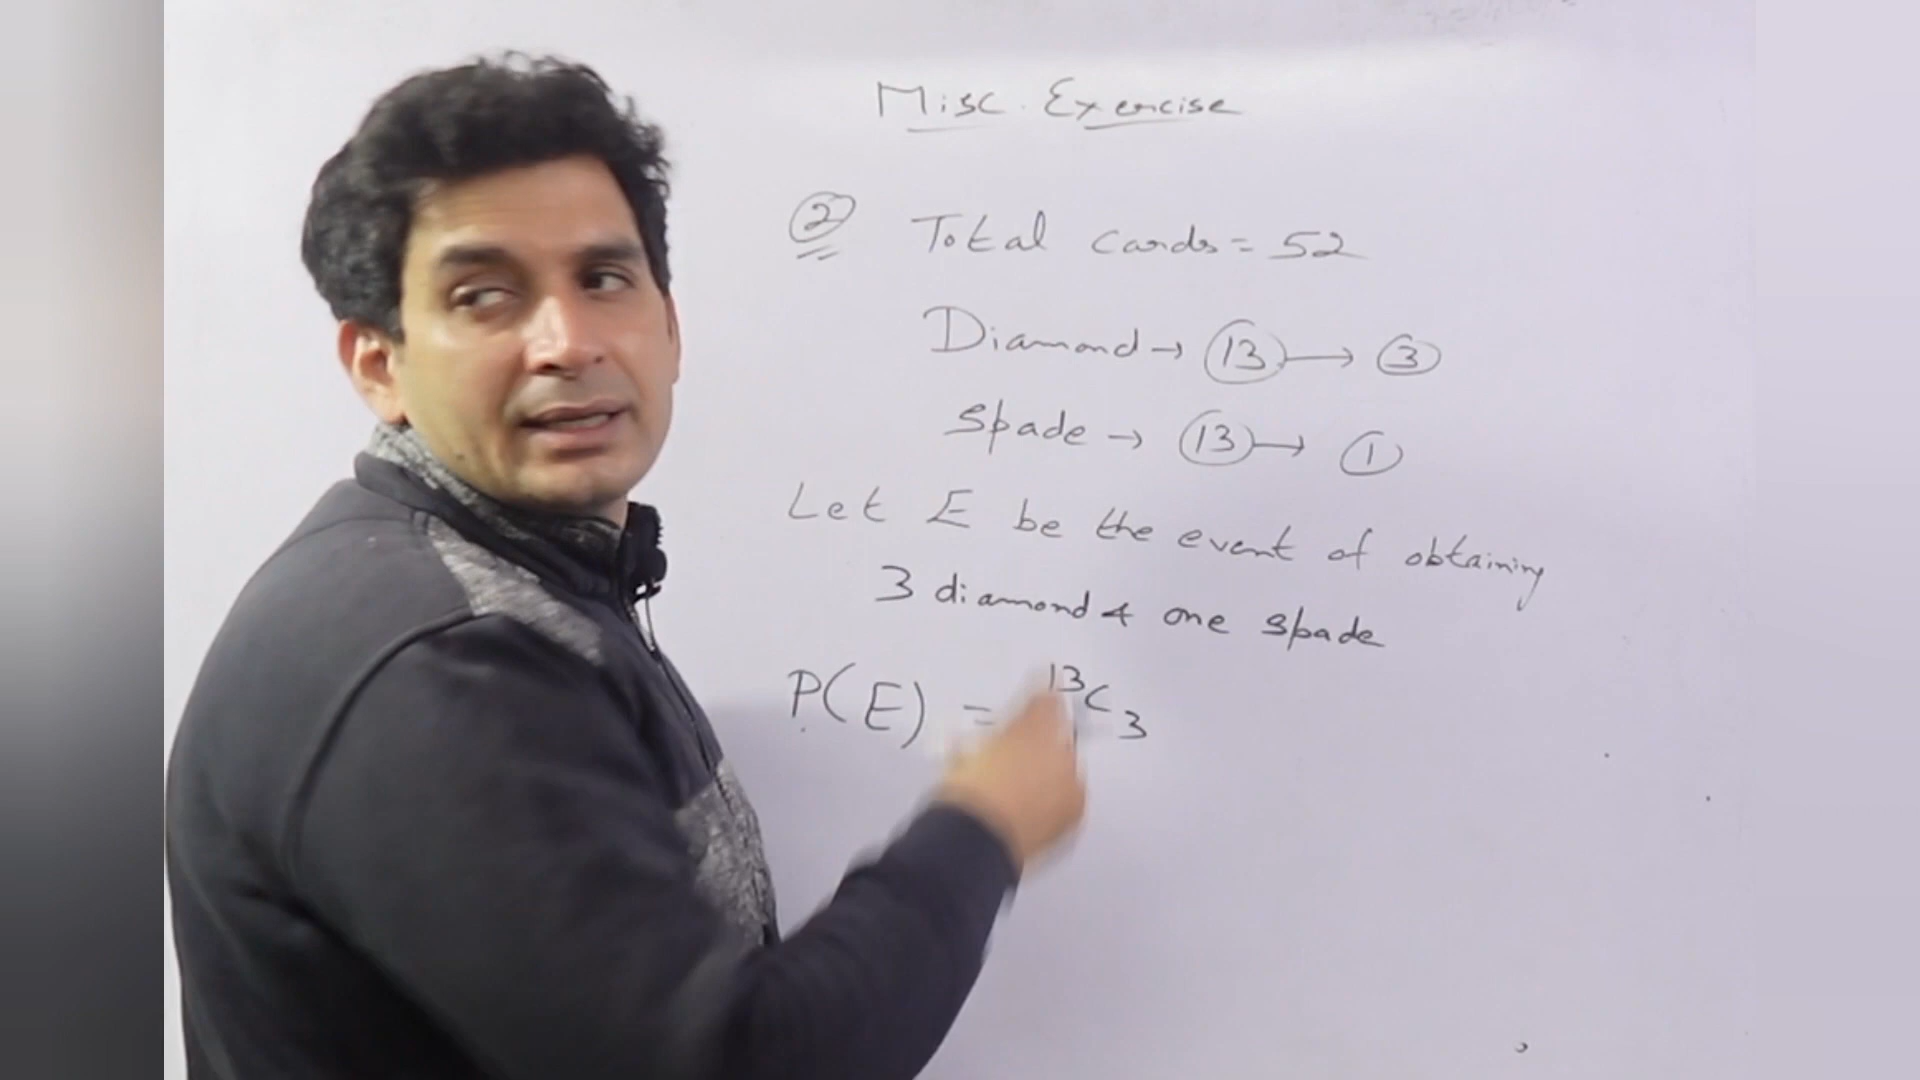 Misc. Exercise
② Total cards = 52
Diamond → ⑬ → ③
Spade → ⑬ → ①
Let E be the event of obtaining
3 diamond & one spade
P(E) = ¹³C₃